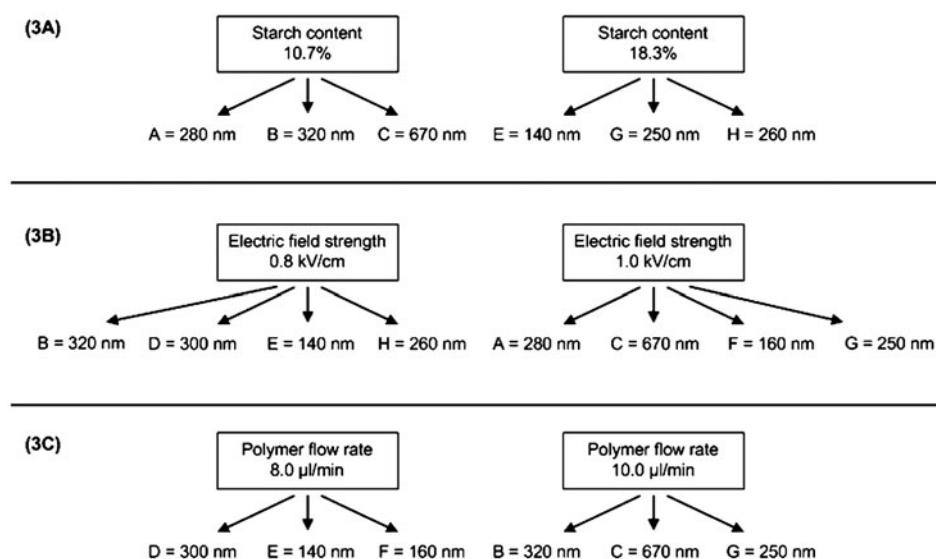 (3A)
Starch content
10.7%
Starch content
18.3%
A = 280 nm B = 320 nm C = 670 nm E = 140 nm G = 250 nm H = 260 nm
(3B)
Electric field strength
0.8 kV/cm
Electric field strength
1.0 kV/cm
B = 320 nm D = 300 nm E = 140 nm H = 260 nm A = 280 nm C = 670 nm F = 160 nm G = 250 nm
(3C)
Polymer flow rate
8.0 µl/min
Polymer flow rate
10.0 µl/min
D = 300 nm E = 140 nm F = 160 nm B = 320 nm C = 670 nm G = 250 nm